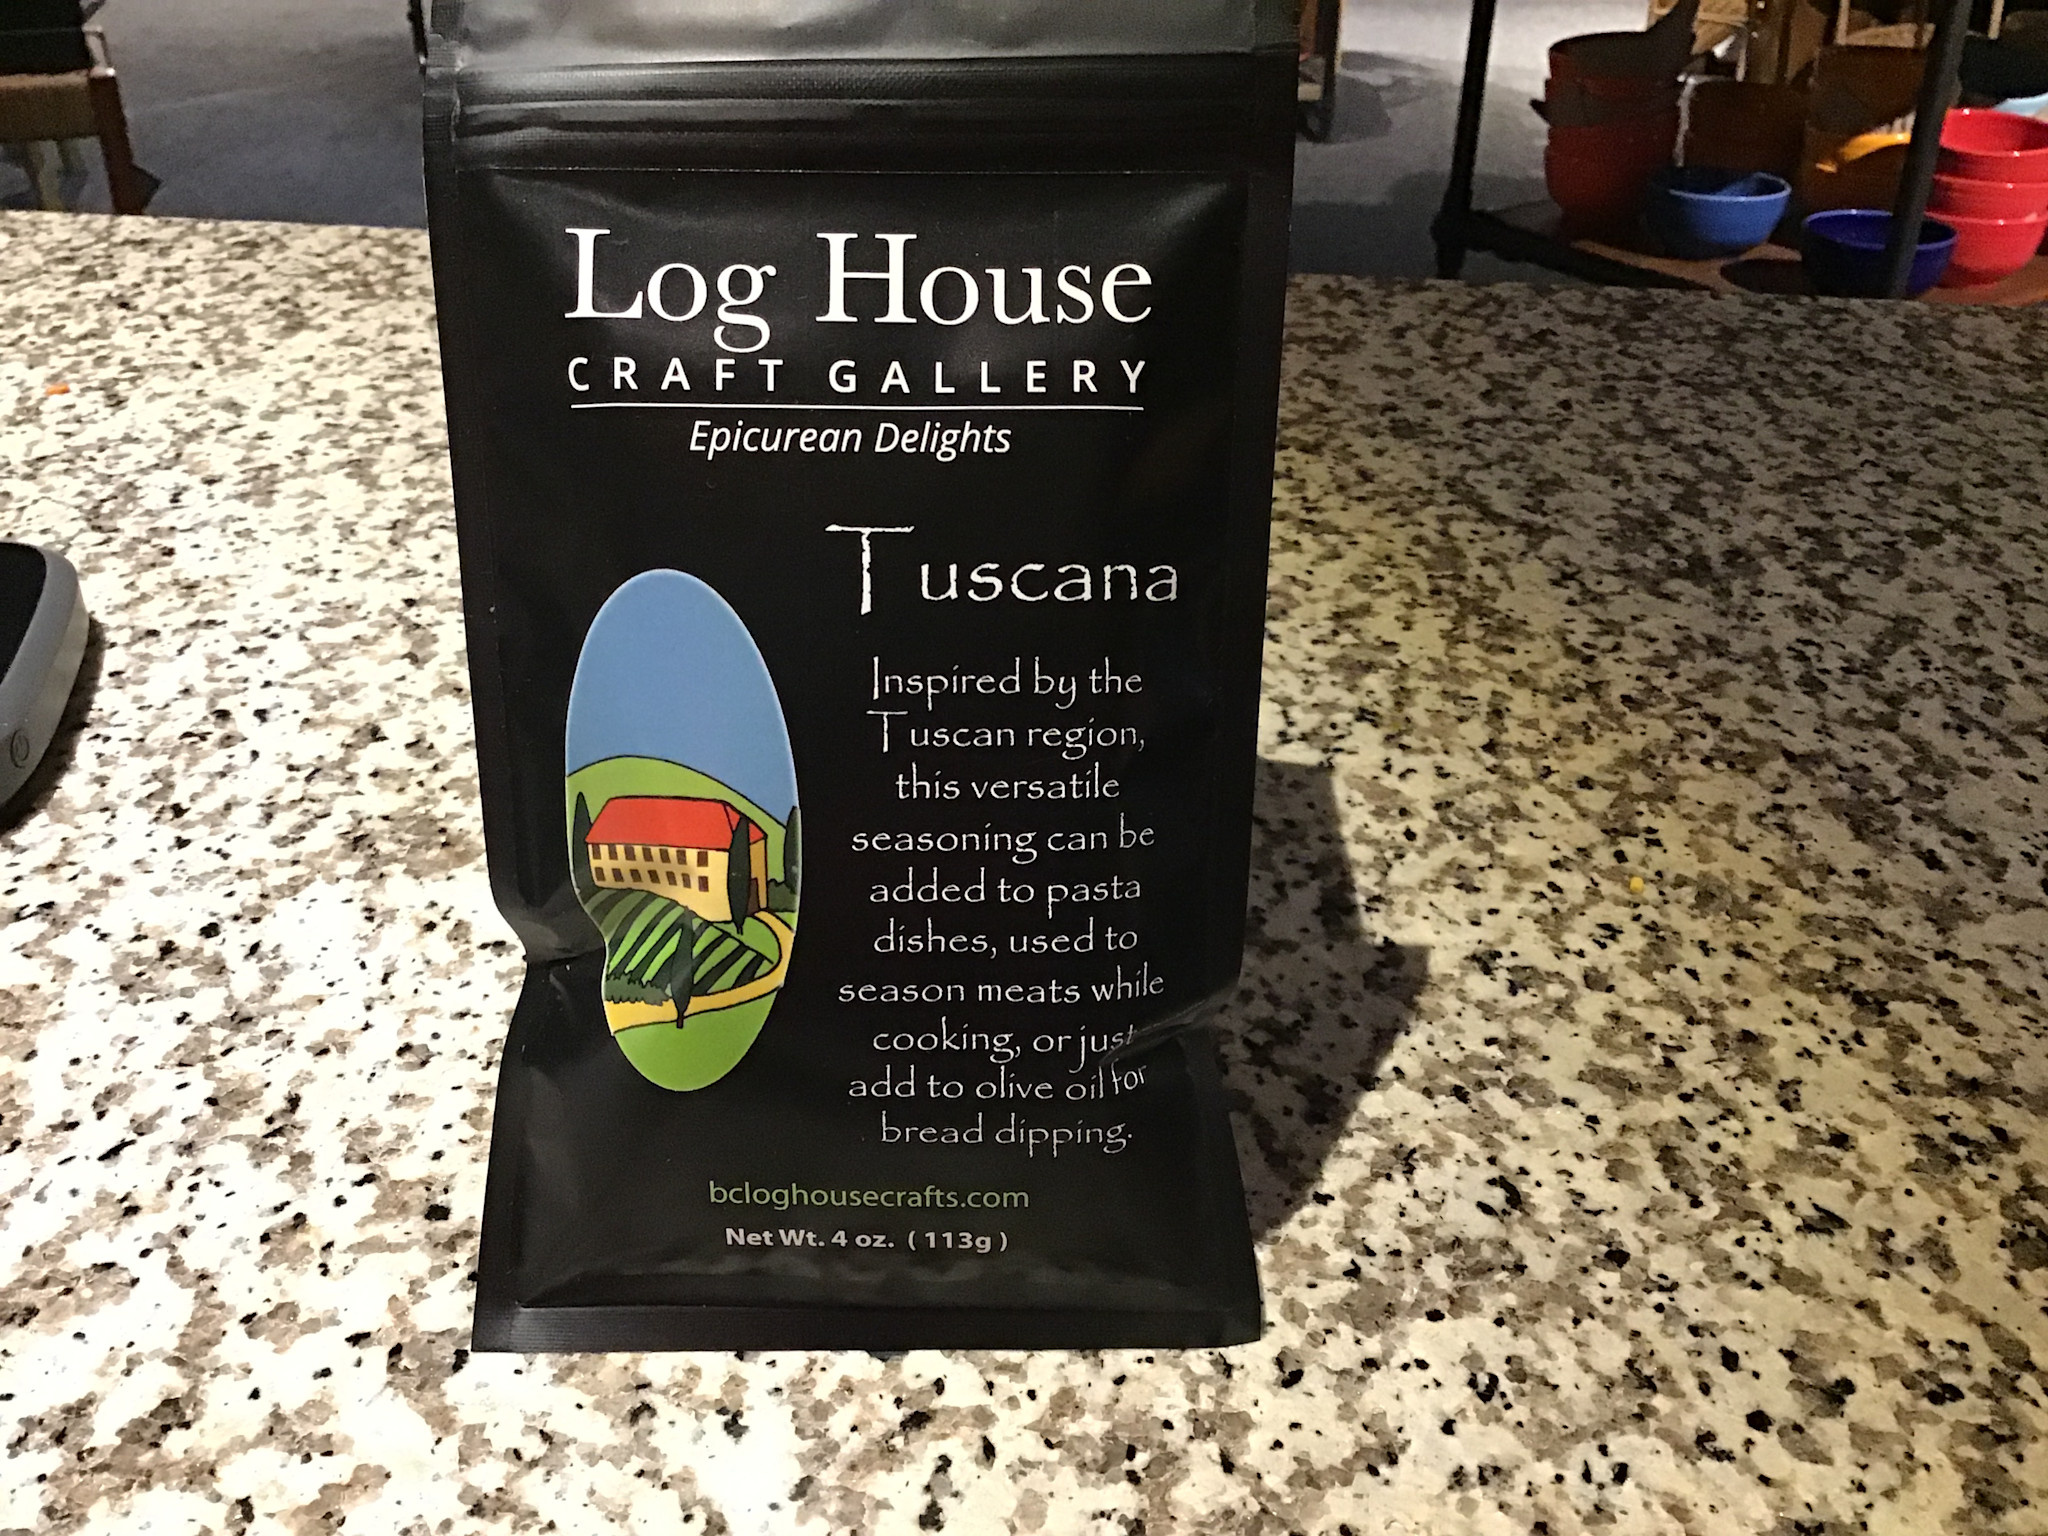 Log House
CRAFT GALLERY
Epicurean Delights
Tuscana
Inspired by the
Tuscan region,
this versatile
seasoning can be
added to pasta
dishes, used to
season meats while
cooking, or just
add to olive oil for
bread dipping.
bcloghousecrafts.com
Net Wt. 4 oz. ( 113g )